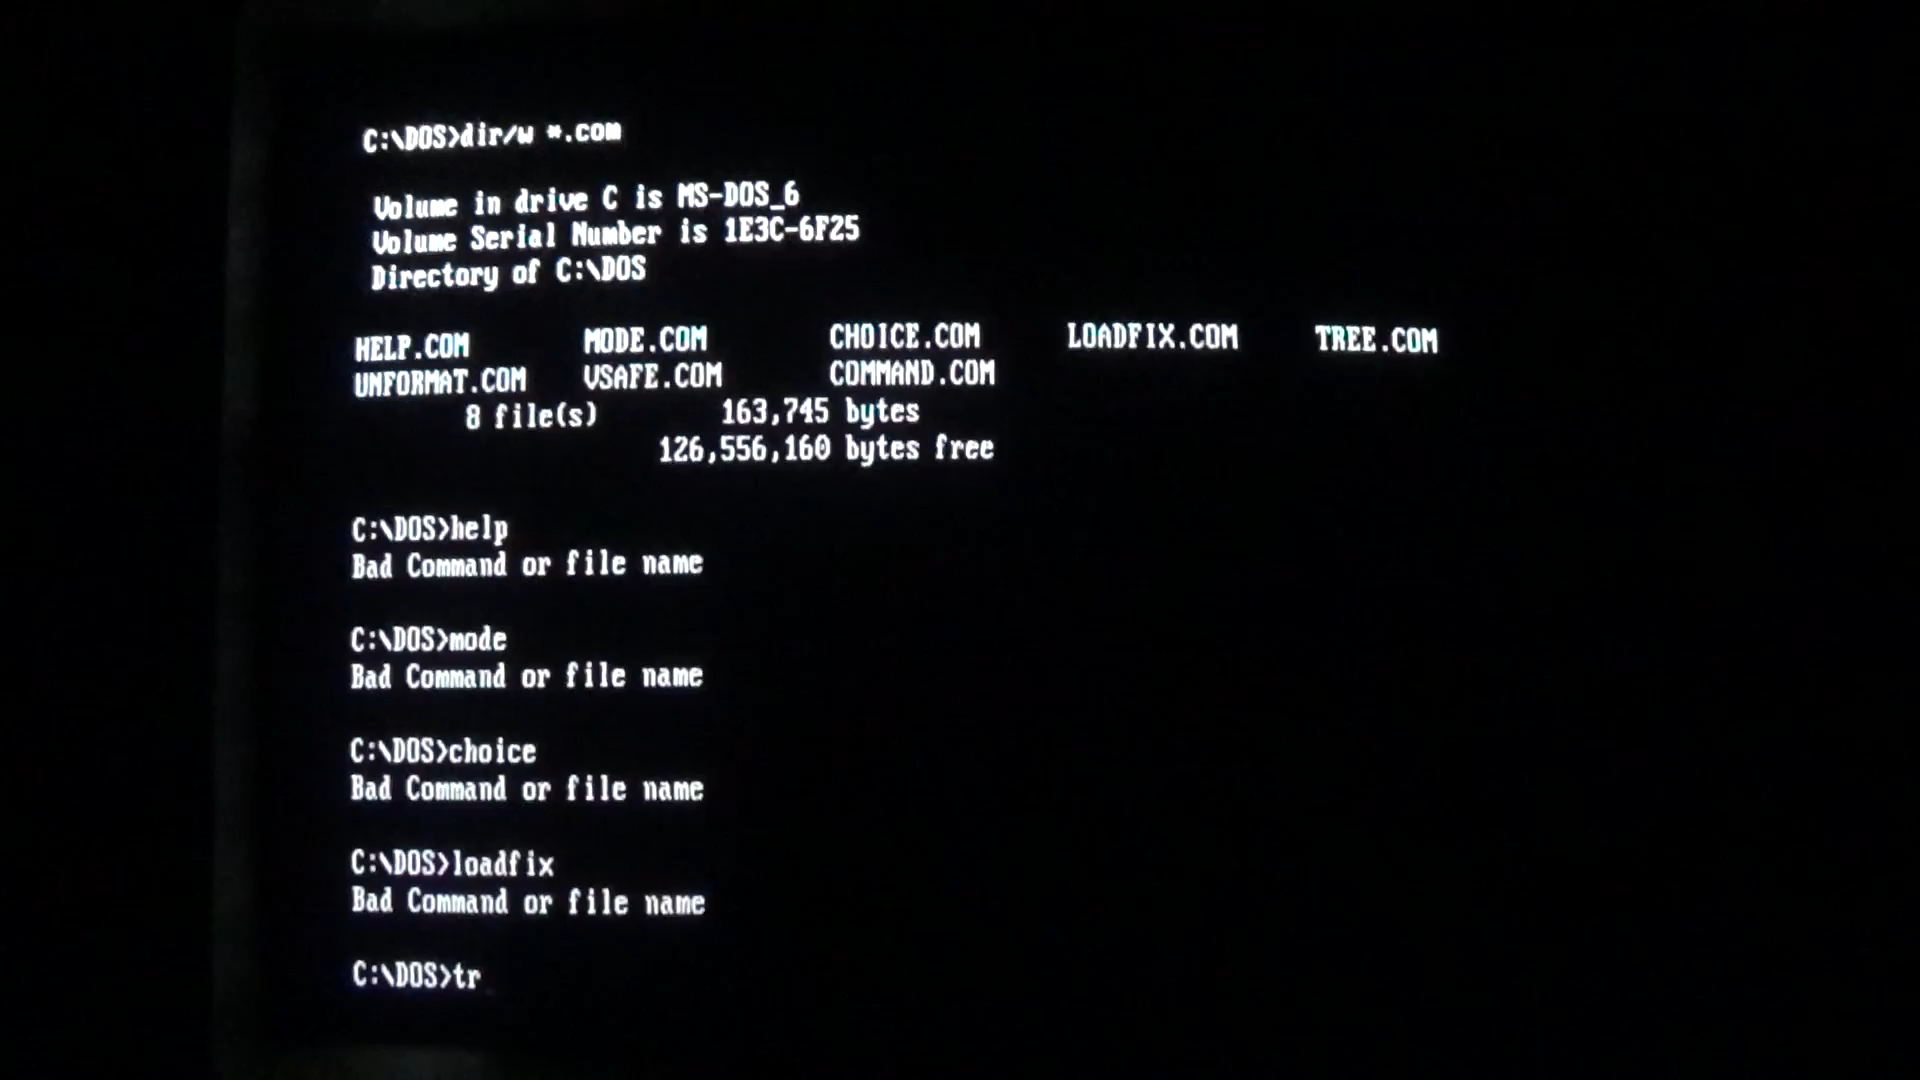 C:\DOS>dir/w *.com
Volume in drive C is MS-DOS_6
Volume Serial Number is 1E3C-6F25
Directory of C:\DOS
HELP.COM MODE.COM CHOICE.COM LOADFIX.COM TREE.COM
UNFORMAT.COM VSAFE.COM COMMAND.COM
8 file(s) 163,745 bytes
126,556,160 bytes free
C:\DOS>help
Bad Command or file name
C:\DOS>mode
Bad Command or file name
C:\DOS>choice
Bad Command or file name
C:\DOS>loadfix
Bad Command or file name
C:\DOS>tr